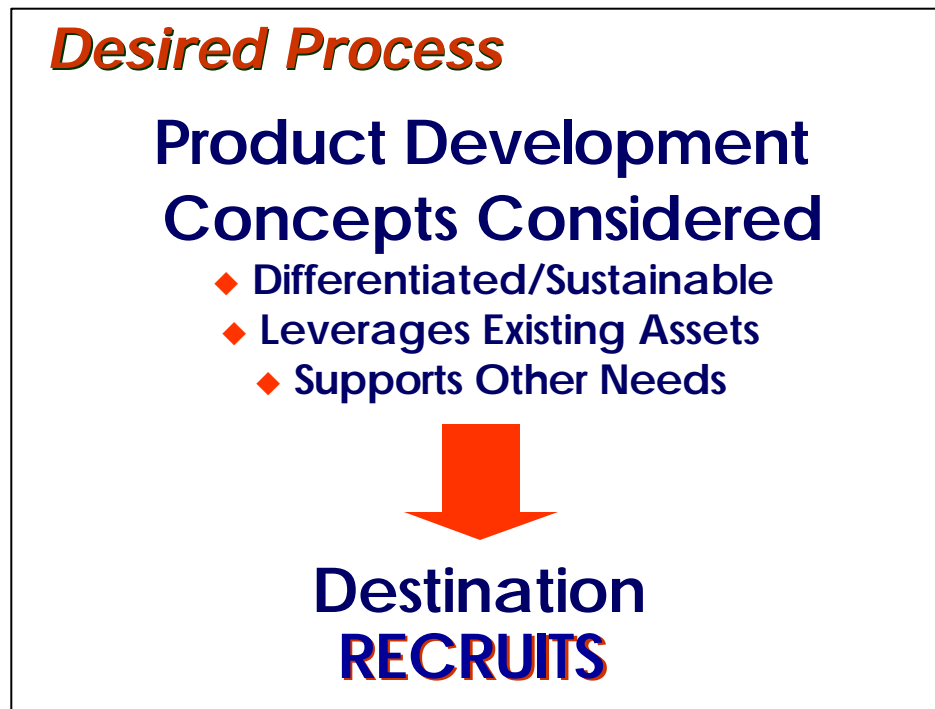 Desired Process
Product Development
Concepts Considered
◆ Differentiated/Sustainable
◆ Leverages Existing Assets
◆ Supports Other Needs
Destination
RECRUITS